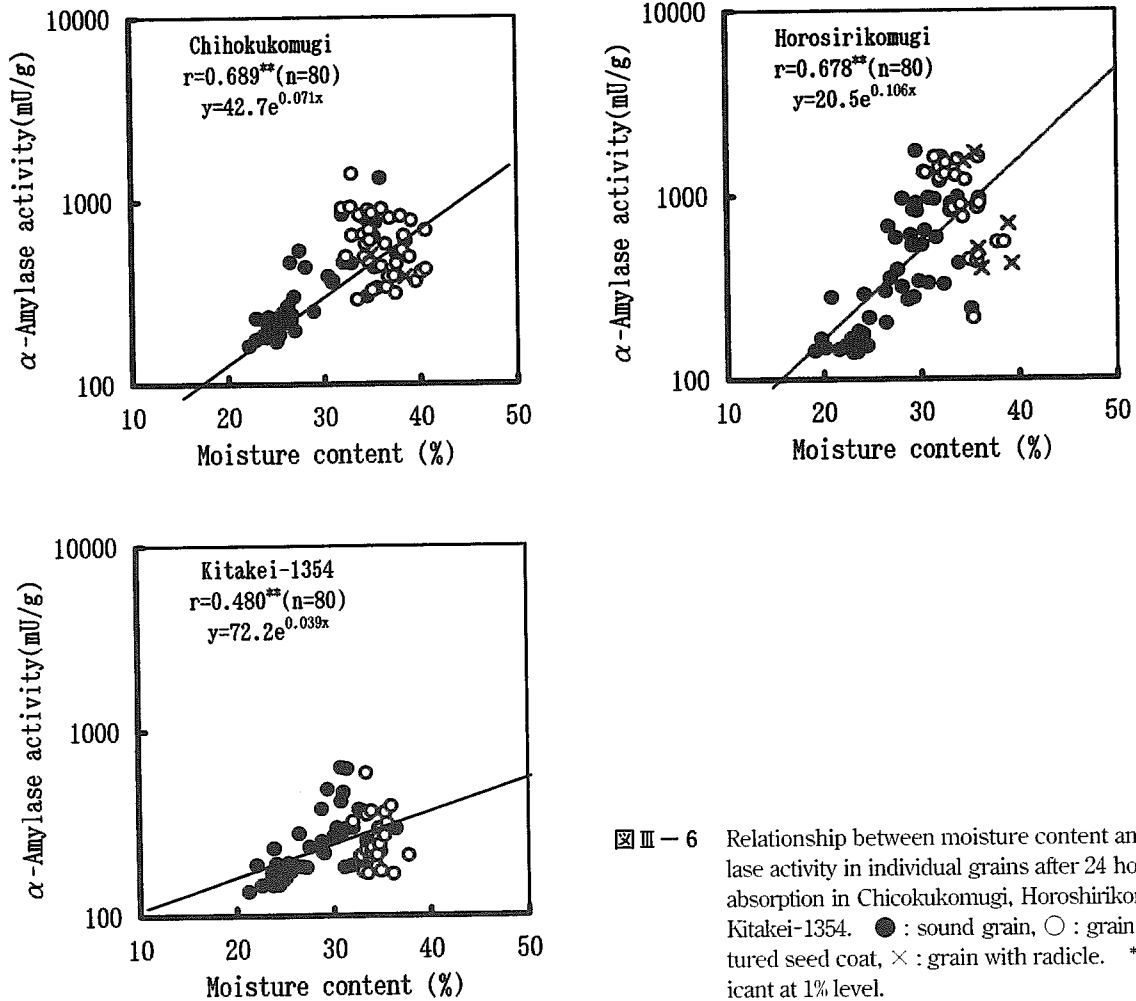 10000
1000
100
α-Amylase activity(mU/g)
Chihokukomugi
r=0.689**(n=80)
y=42.7e^0.071x
10 20 30 40 50
Moisture content (%)
10000
1000
100
α-Amylase activity(mU/g)
Horosirikomugi
r=0.678**(n=80)
y=20.5e^0.106x
10 20 30 40 50
Moisture content (%)
10000
1000
100
α-Amylase activity(mU/g)
Kitakei-1354
r=0.480**(n=80)
y=72.2e^0.039x
10 20 30 40 50
Moisture content (%)
図Ⅲ−6 Relationship between moisture content an
lase activity in individual grains after 24 ho
absorption in Chicokukomugi, Horoshirikor
Kitakei-1354. ● : sound grain, ○ : grain
tured seed coat, × : grain with radicle. *
icant at 1% level.